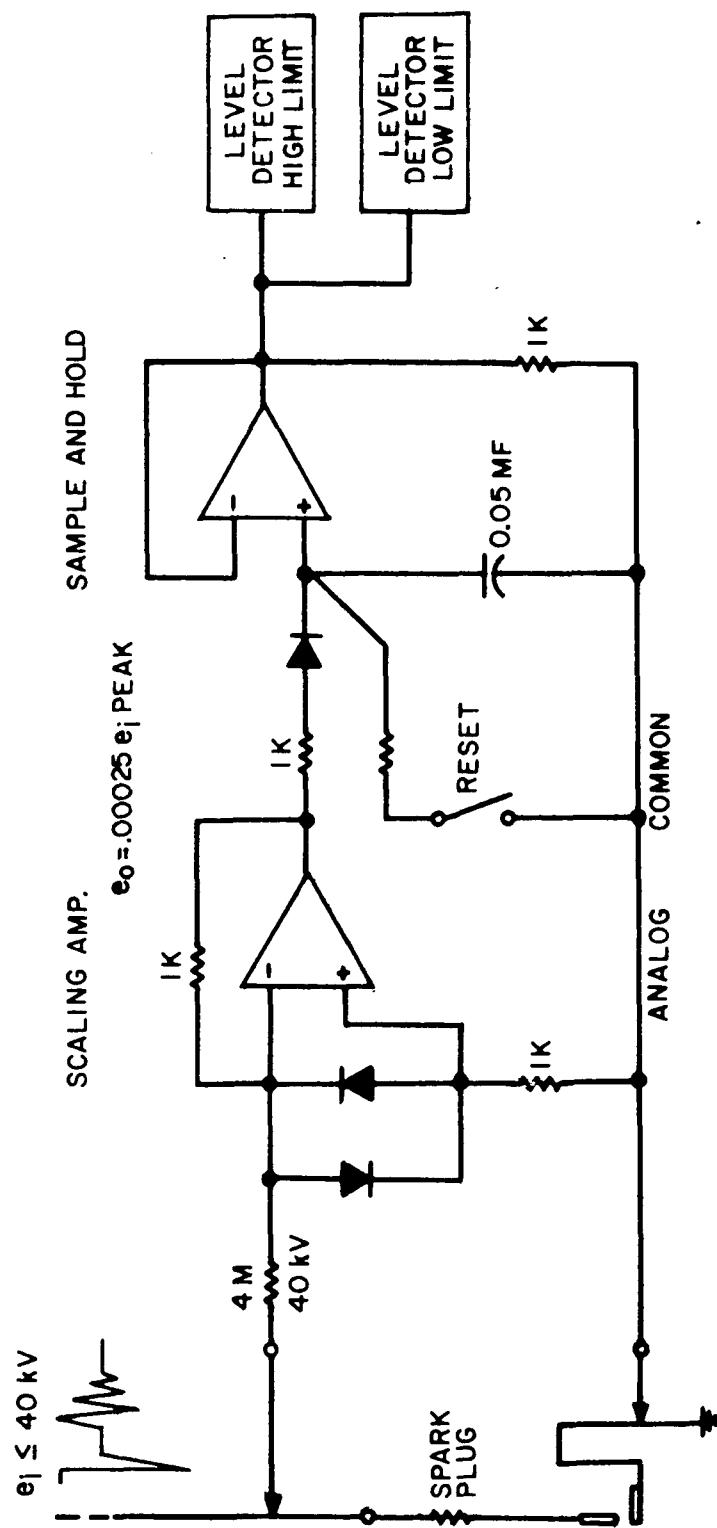 SCALING AMP.
SAMPLE AND HOLD
e₀ = .00025 eᵢ PEAK
eᵢ ≤ 40 kV
4 M
40 kV
1K
1K
1K
1K
-
+
-
+
RESET
0.05 MF
LEVEL
DETECTOR
HIGH LIMIT
LEVEL
DETECTOR
LOW LIMIT
SPARK
PLUG
ANALOG COMMON